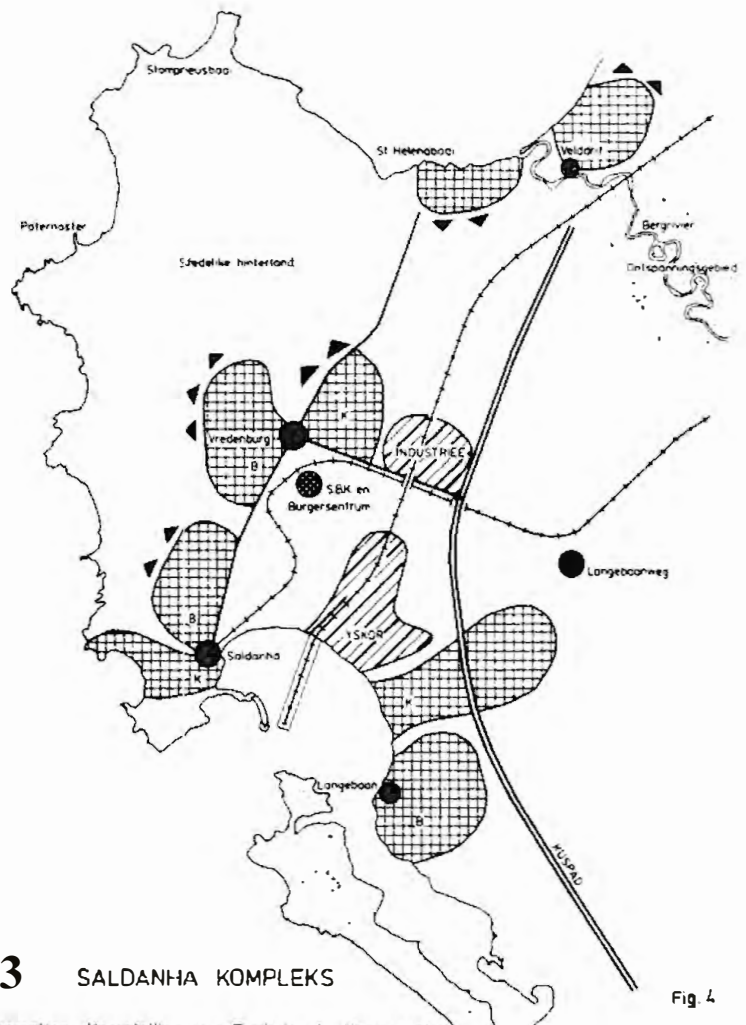 Stompneusbaai
St Helenabaai
Velddrif
Paternoster
Bergrivier
Ontspanningsgebied
Stedelike hinterland
K
Vredenburg
INDUSTRIEË
B
S.B.K. en
Burgersentrum
Langebaanweg
YSKOR
B
Saldanha
K
K
Langebaan
B
KUSPAD
3 SALDANHA KOMPLEKS
Fig. 4